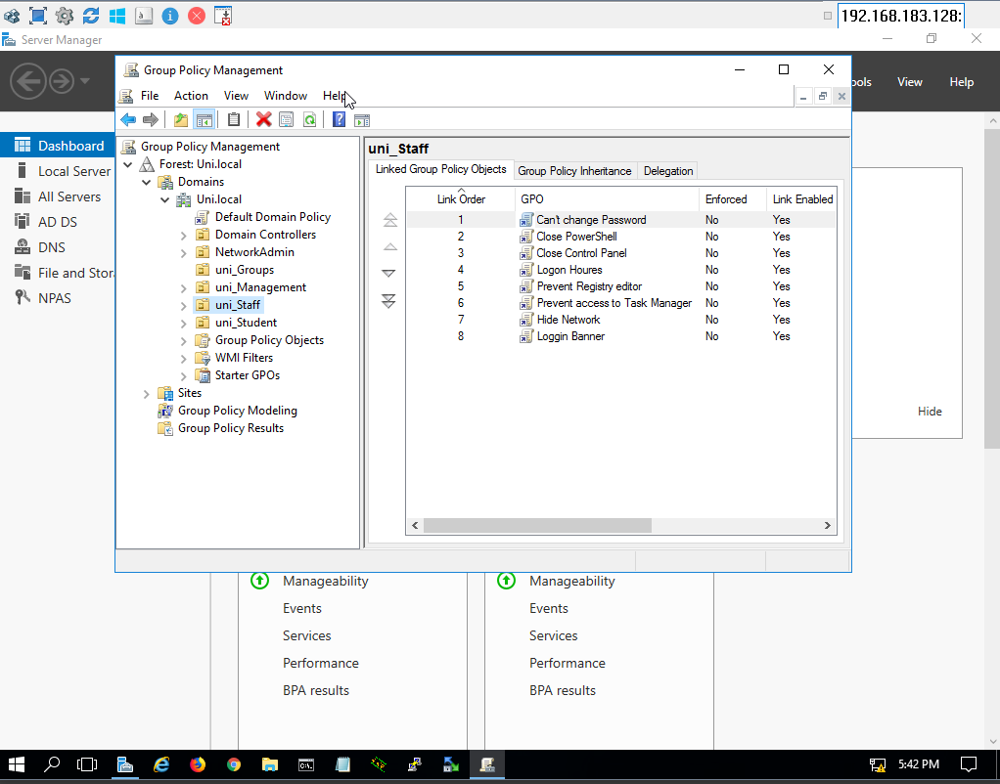 192.168.183.128:
Server Manager
Group Policy Management
ools View Help
File Action View Window Help
Dashboard
Local Server
All Servers
AD DS
DNS
File and Stor
NPAS
Group Policy Management
Forest: Uni.local
Domains
Uni.local
Default Domain Policy
Domain Controllers
NetworkAdmin
uni_Groups
uni_Management
uni_Staff
uni_Student
Group Policy Objects
WMI Filters
Starter GPOs
Sites
Group Policy Modeling
Group Policy Results
uni_Staff
Linked Group Policy Objects Group Policy Inheritance Delegation
Link Order GPO Enforced Link Enabled
1 Can't change Password No Yes
2 Close PowerShell No Yes
3 Close Control Panel No Yes
4 Logon Houres No Yes
5 Prevent Registry editor No Yes
6 Prevent access to Task Manager No Yes
7 Hide Network No Yes
8 Loggin Banner No Yes
Hide
Manageability
Events
Services
Performance
BPA results
Manageability
Events
Services
Performance
BPA results
5:42 PM